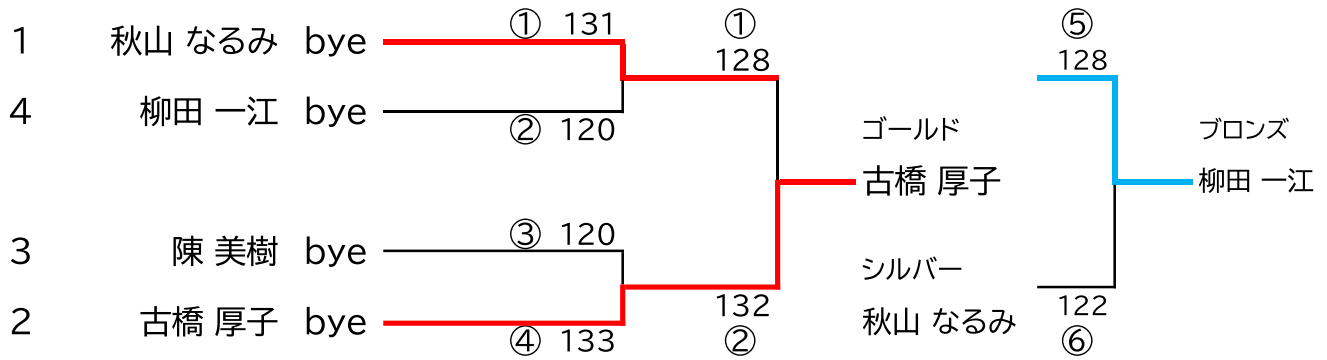 1 秋山 なるみ bye ① 131 ① 128 ⑤ 128
4 柳田 一江 bye ② 120
ゴールド ブロンズ
古橋 厚子 柳田 一江
3 陳 美樹 bye ③ 120
シルバー
2 古橋 厚子 bye ④ 133 132 ② 秋山 なるみ 122 ⑥